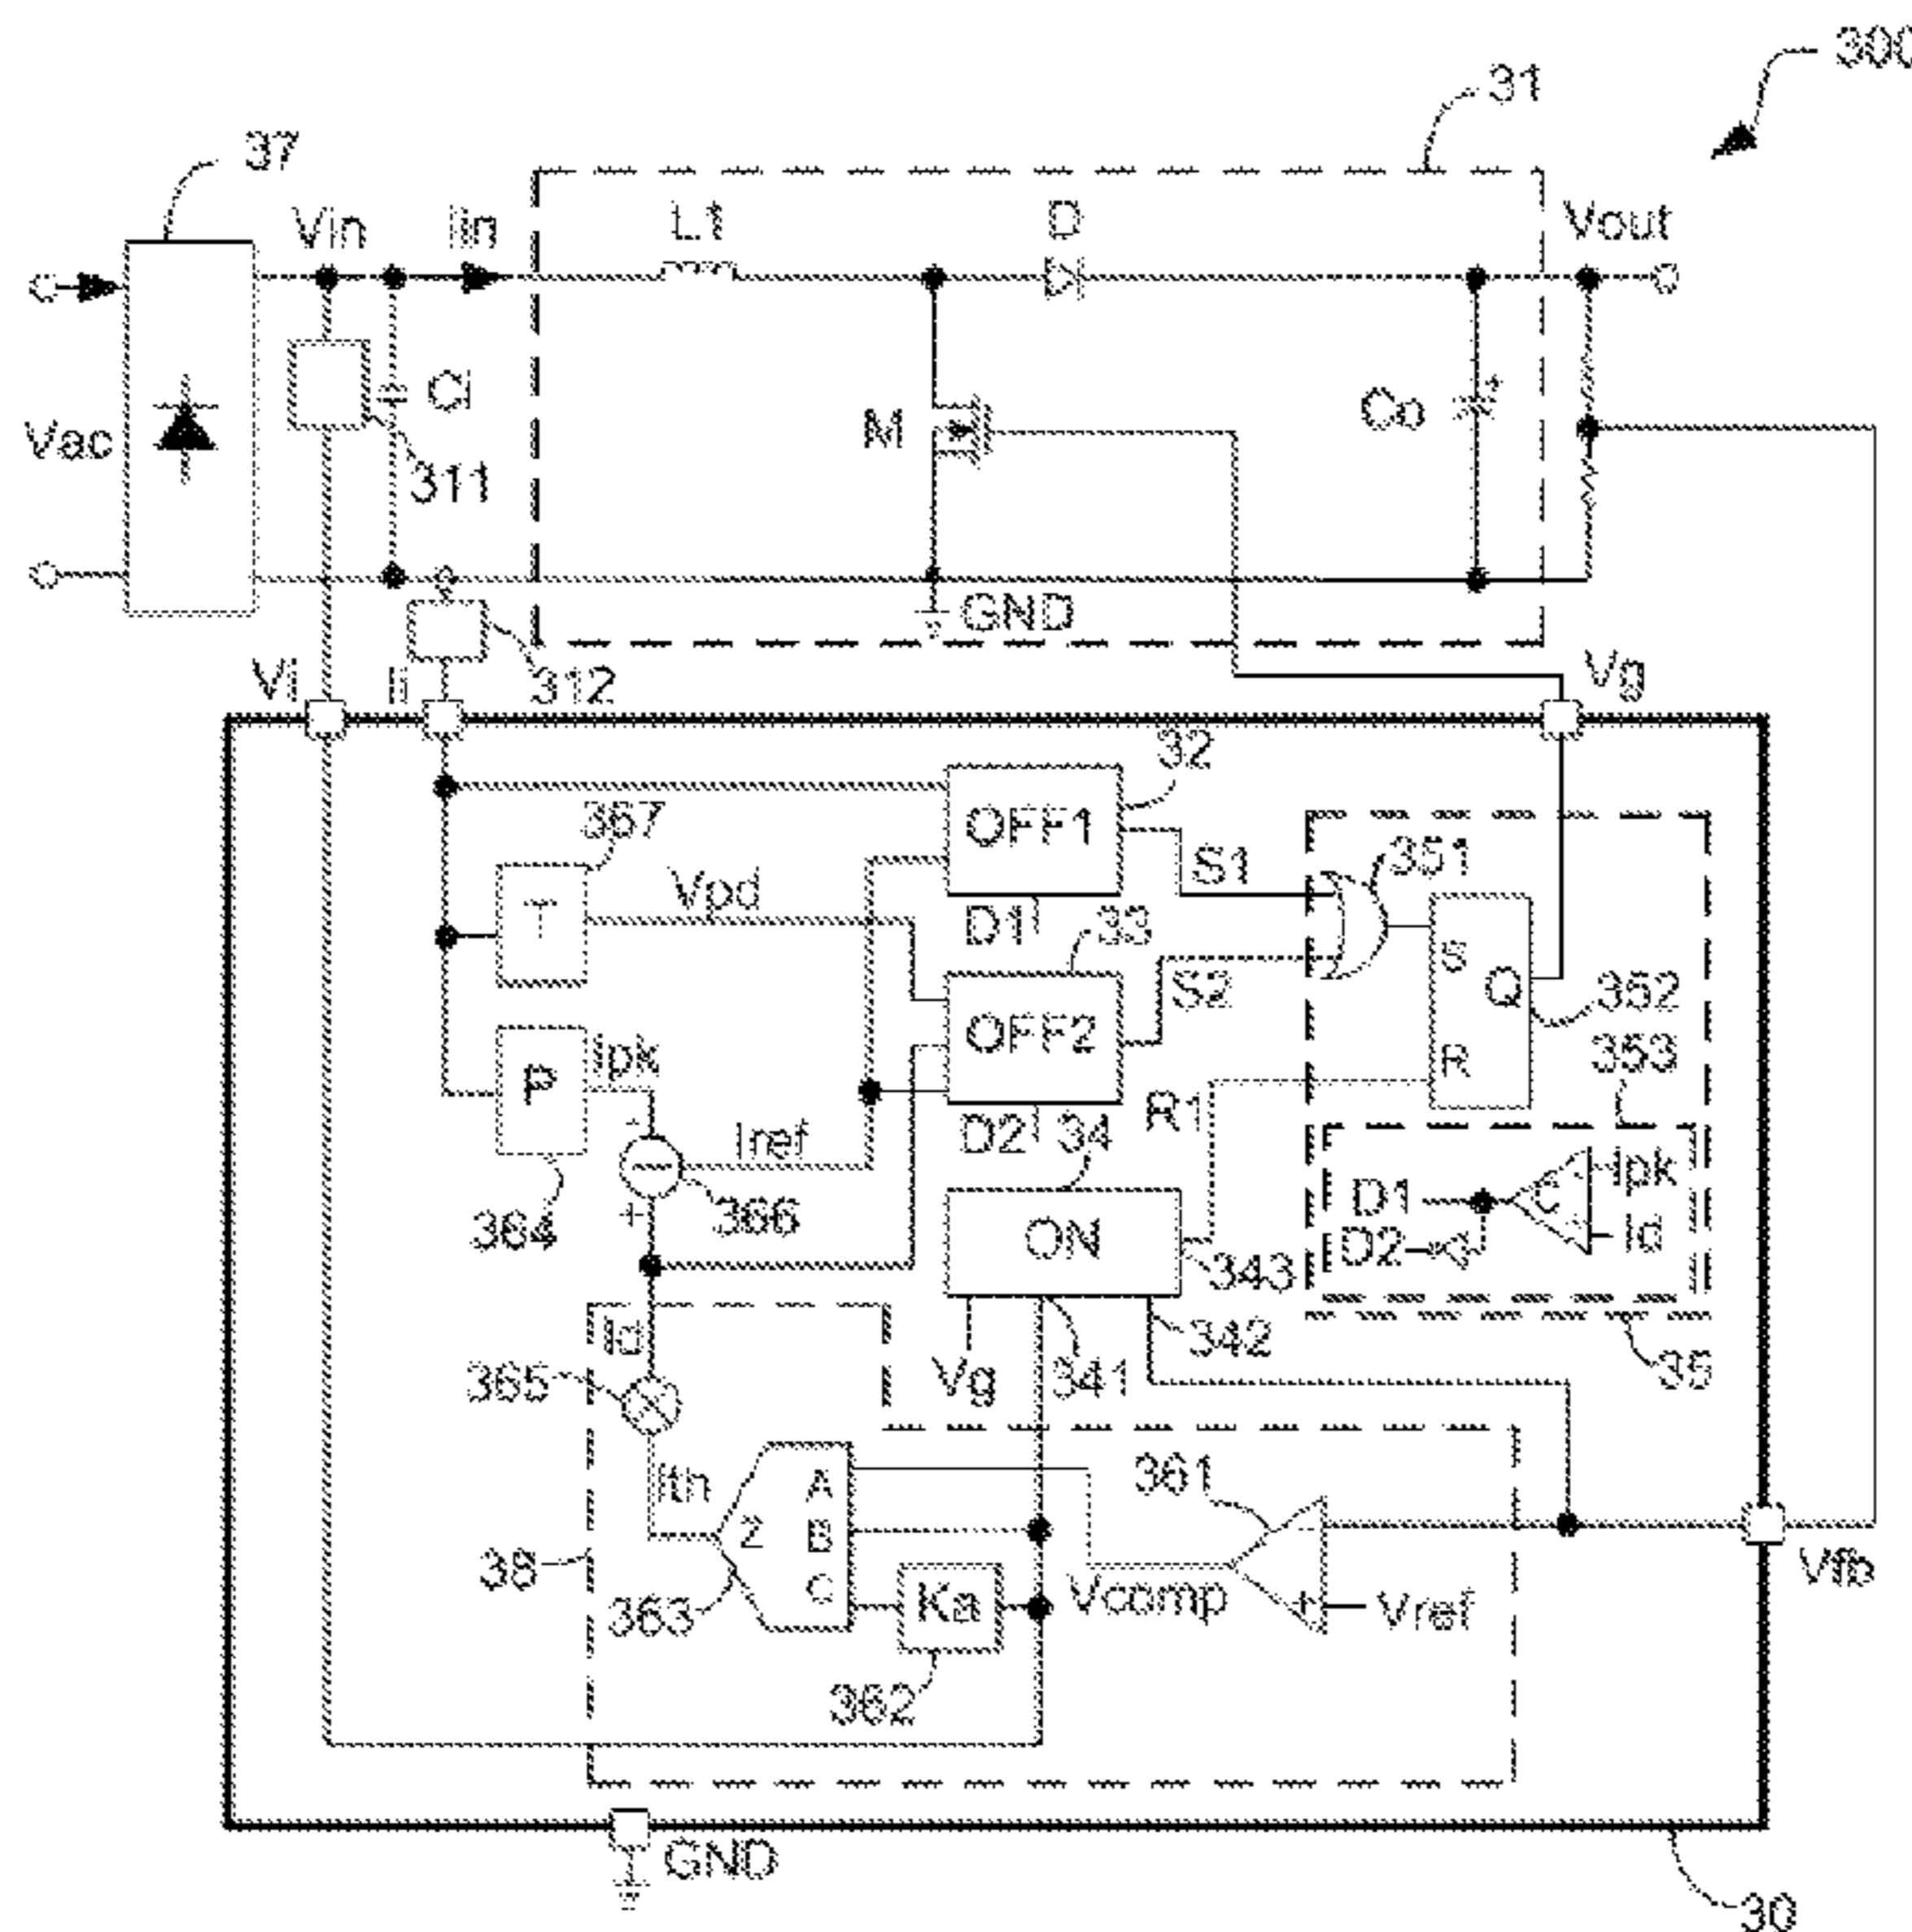 300
31
37
Vin
Iin
L1
D
Vout
Vac
Ci
M
Co
311
GND
312
Vi
Ii
Vg
32
367
OFF1
351
S1
Vpd
T
D1
33
S
Q
352
S2
OFF2
353
Ipk
P
R
R1
D2
34
Iref
Ipk
D1
C
364
366
ON
D2
Id
343
Id
342
365
Vg
341
35
Ith
A
361
Z
B
38
C
Ka
Vcomp
Vref
Vfb
363
362
GND
30